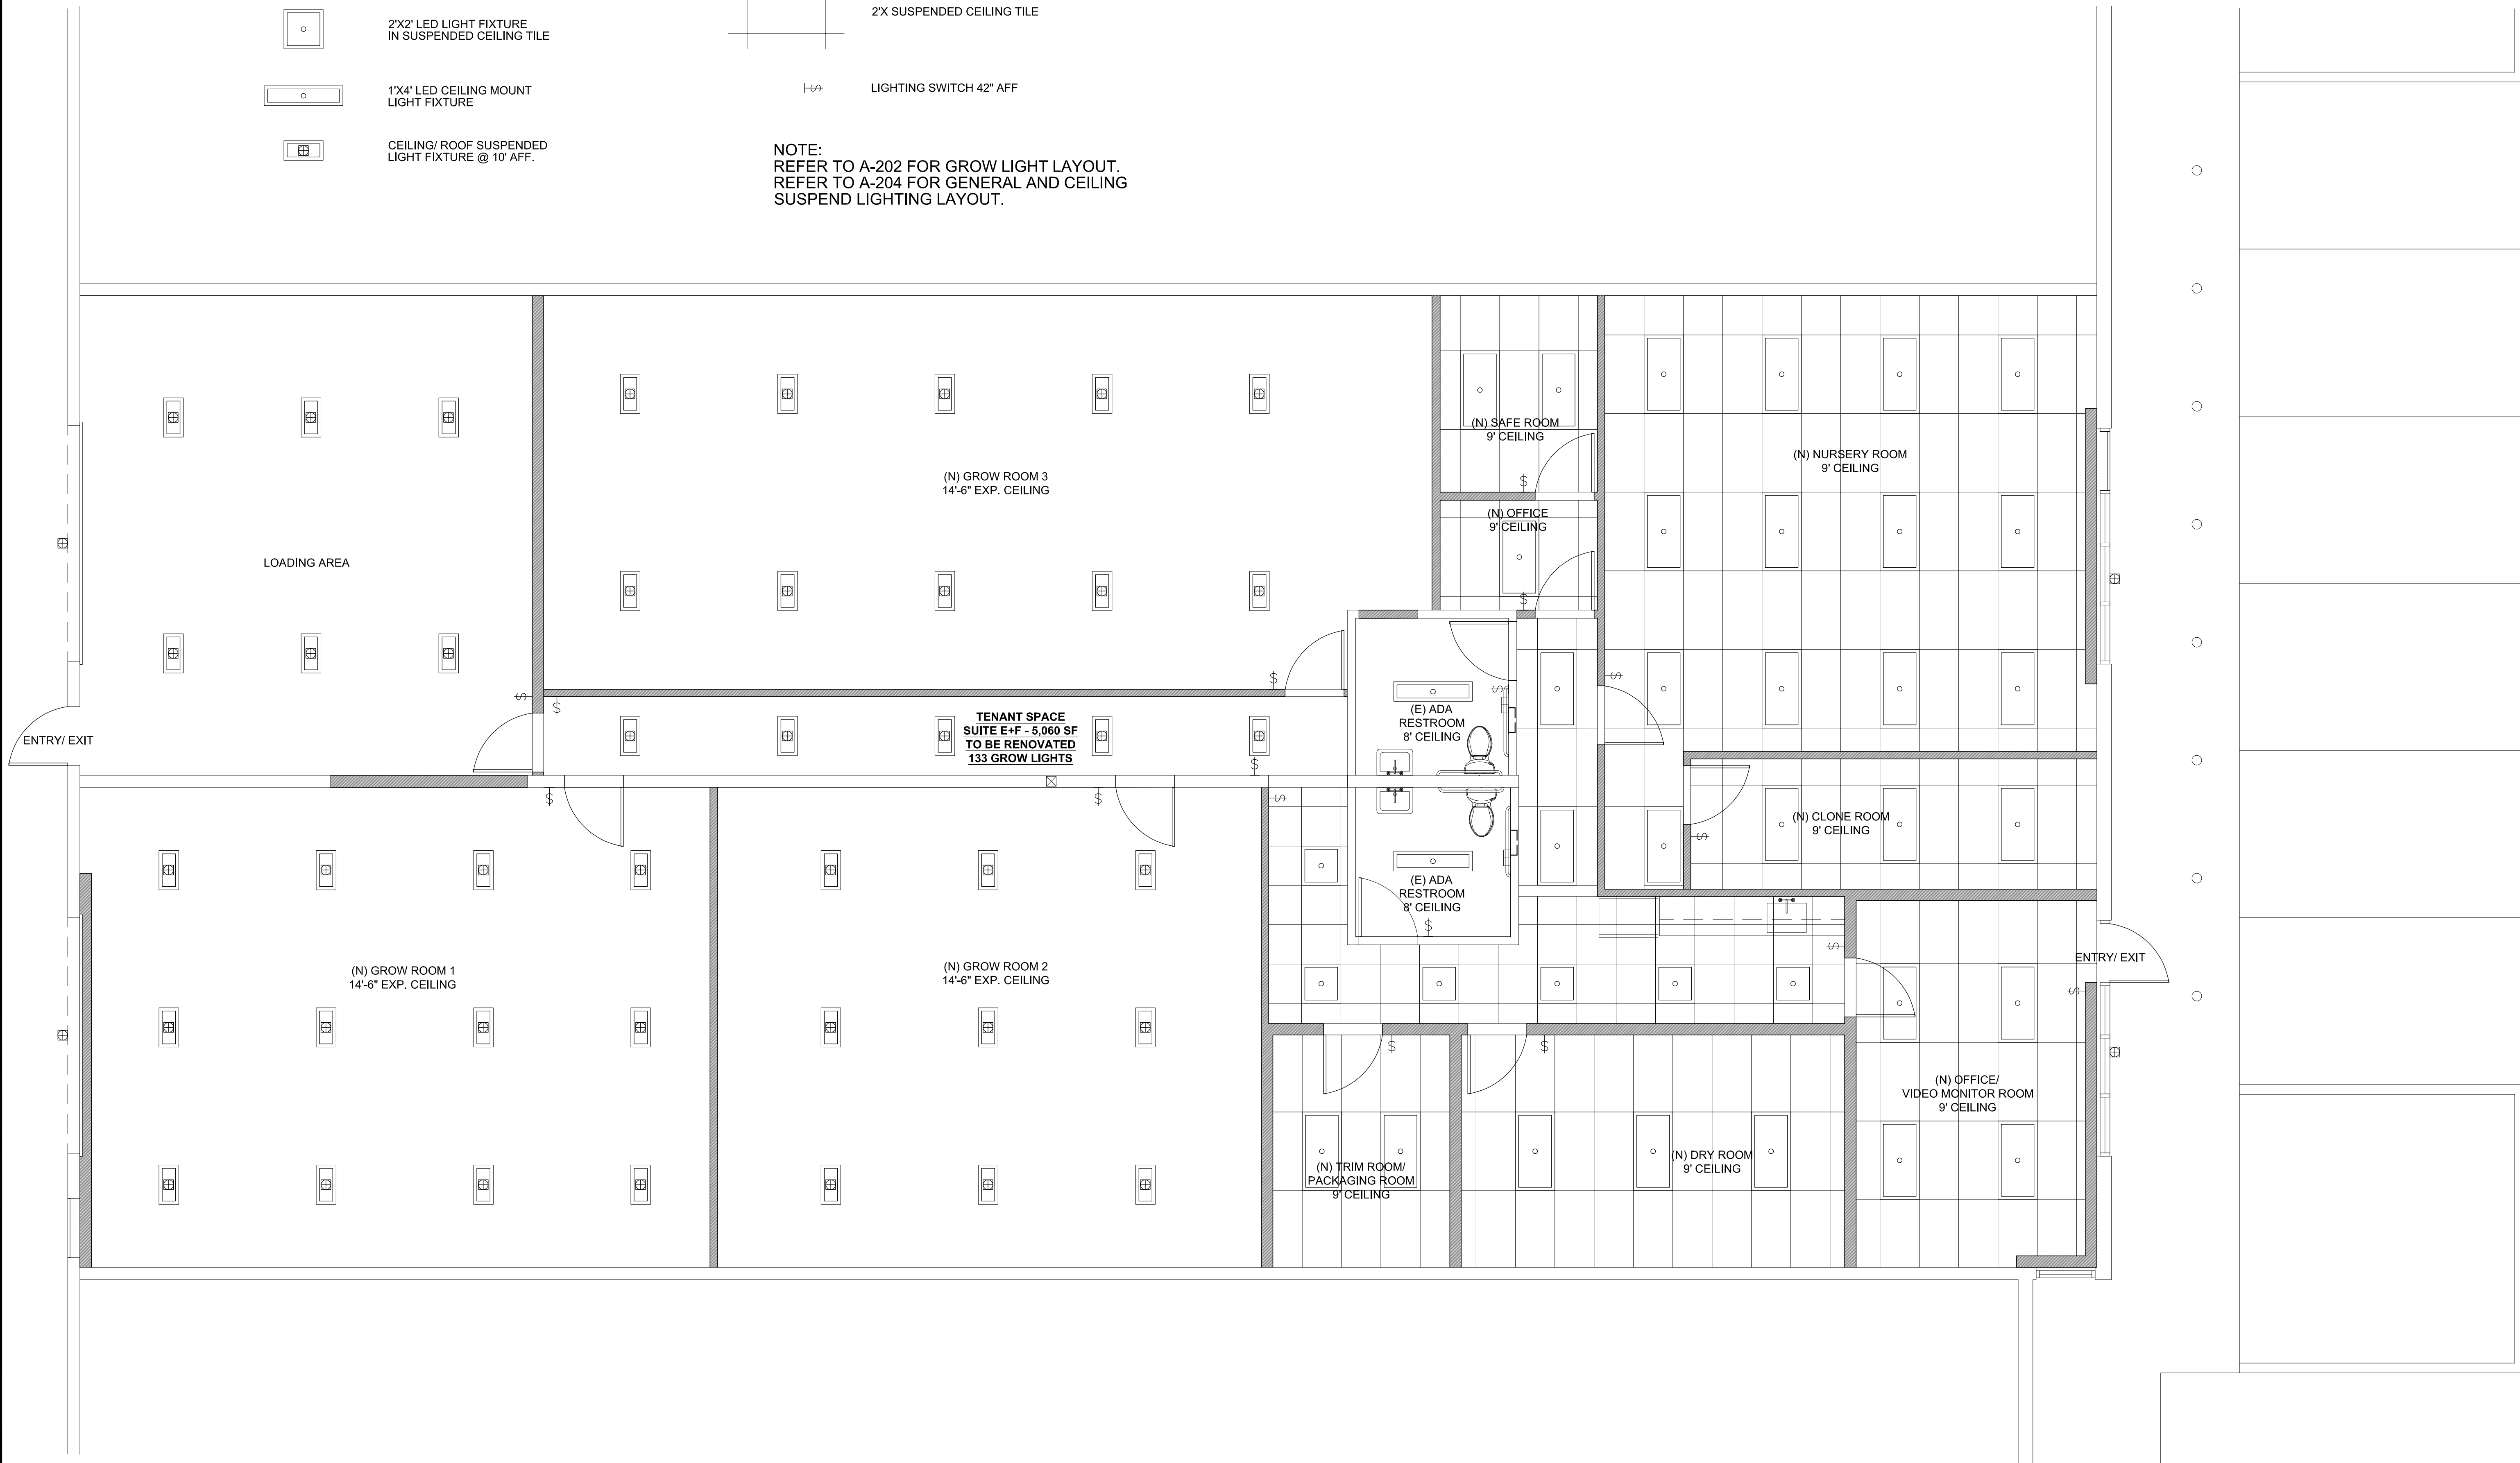 2'X2' LED LIGHT FIXTURE
IN SUSPENDED CEILING TILE
1'X4' LED CEILING MOUNT
LIGHT FIXTURE
CEILING/ ROOF SUSPENDED
LIGHT FIXTURE @ 10' AFF.
2'X SUSPENDED CEILING TILE
LIGHTING SWITCH 42" AFF
NOTE:
REFER TO A-202 FOR GROW LIGHT LAYOUT.
REFER TO A-204 FOR GENERAL AND CEILING
SUSPEND LIGHTING LAYOUT.
(N) GROW ROOM 3
14'-6" EXP. CEILING
(N) SAFE ROOM
9' CEILING
(N) NURSERY ROOM
9' CEILING
(N) OFFICE
9' CEILING
LOADING AREA
ENTRY/ EXIT
TENANT SPACE
SUITE E+F - 5,060 SF
TO BE RENOVATED
133 GROW LIGHTS
(E) ADA
RESTROOM
8' CEILING
(N) CLONE ROOM
9' CEILING
(E) ADA
RESTROOM
8' CEILING
(N) GROW ROOM 1
14'-6" EXP. CEILING
(N) GROW ROOM 2
14'-6" EXP. CEILING
ENTRY/ EXIT
(N) OFFICE/
VIDEO MONITOR ROOM
9' CEILING
(N) TRIM ROOM/
PACKAGING ROOM
9' CEILING
(N) DRY ROOM
9' CEILING